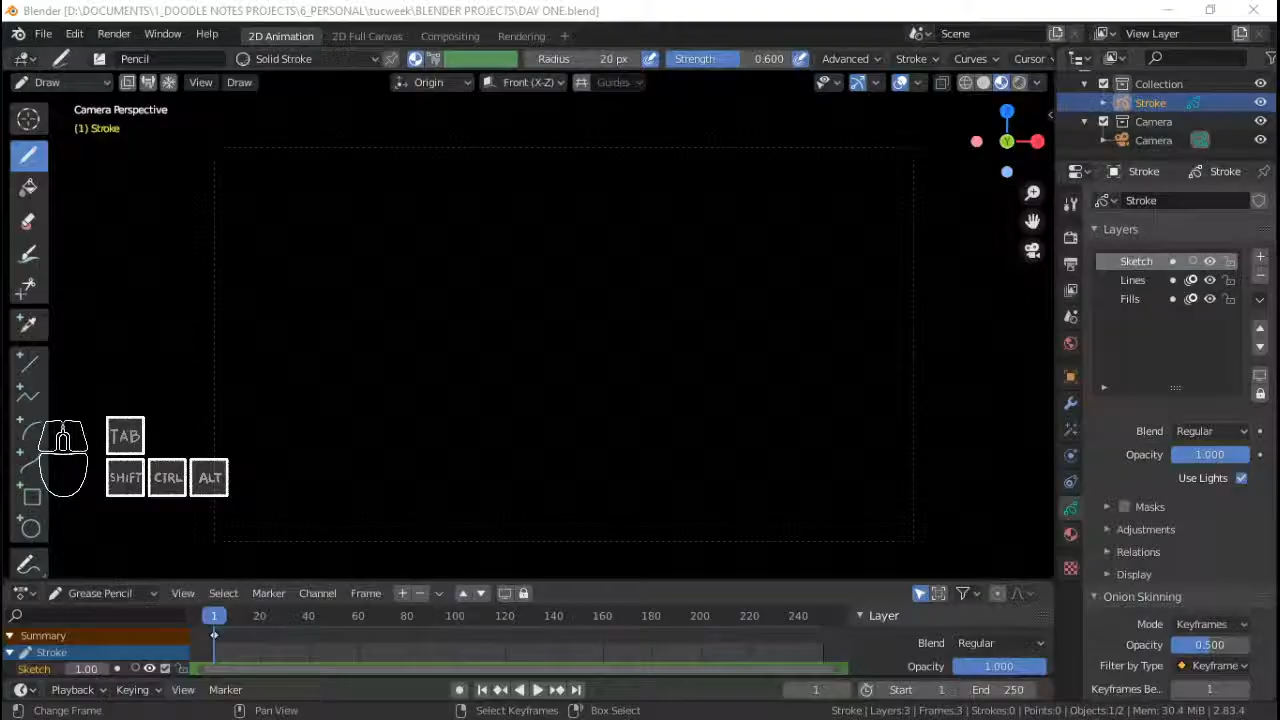 Blender [D:\DOCUMENTS\1_DOODLE NOTES PROJECTS\6_PERSONAL\tucweek\BLENDER PROJECTS\DAY ONE.blend]
File Edit Render Window Help 2D Animation 2D Full Canvas Compositing Rendering + Scene View Layer
Pencil Solid Stroke Radius 20 px Strength 0.600 Advanced Stroke Curves Cursor
Draw View Draw Origin Front (X-Z) Guides
Collection
Stroke
Camera
Camera
Camera Perspective
(1) Stroke
Y
Stroke Stroke
Stroke
Layers
Sketch
Lines
Fills
TAB
SHIFT CTRL ALT
Blend Regular
Opacity 1.000
Use Lights
Masks
Adjustments
Relations
Display
Onion Skinning
Mode Keyframes
Opacity 0.500
Filter by Type Keyframe
Keyframes Be... 1
Grease Pencil View Select Marker Channel Frame
1 20 40 60 80 100 120 140 160 180 200 220 240
Layer
Summary
Stroke
Sketch 1.00
Blend Regular
Opacity 1.000
Playback Keying View Marker 1 Start 1 End 250
Change Frame Pan View Select Keyframes Box Select Stroke | Layers:3 | Frames:3 | Strokes:0 | Points:0 | Objects:1/2 | Mem: 30.4 MiB | 2.83.4